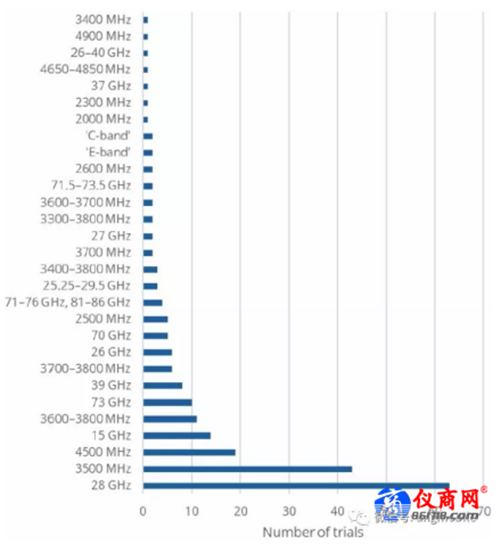 3400 MHz
4900 MHz
26–40 GHz
4650–4850 MHz
37 GHz
2300 MHz
2000 MHz
'C-band'
'E-band'
2600 MHz
71.5–73.5 GHz
3600–3700 MHz
3300–3800 MHz
27 GHz
3700 MHz
3400–3800 MHz
25.25–29.5 GHz
71–76 GHz, 81–86 GHz
2500 MHz
70 GHz
26 GHz
3700–3800 MHz
39 GHz
73 GHz
3600–3800 MHz
15 GHz
4500 MHz
3500 MHz
28 GHz
0 10 20 30 40 50 60 70
Number of trials
仪商网®